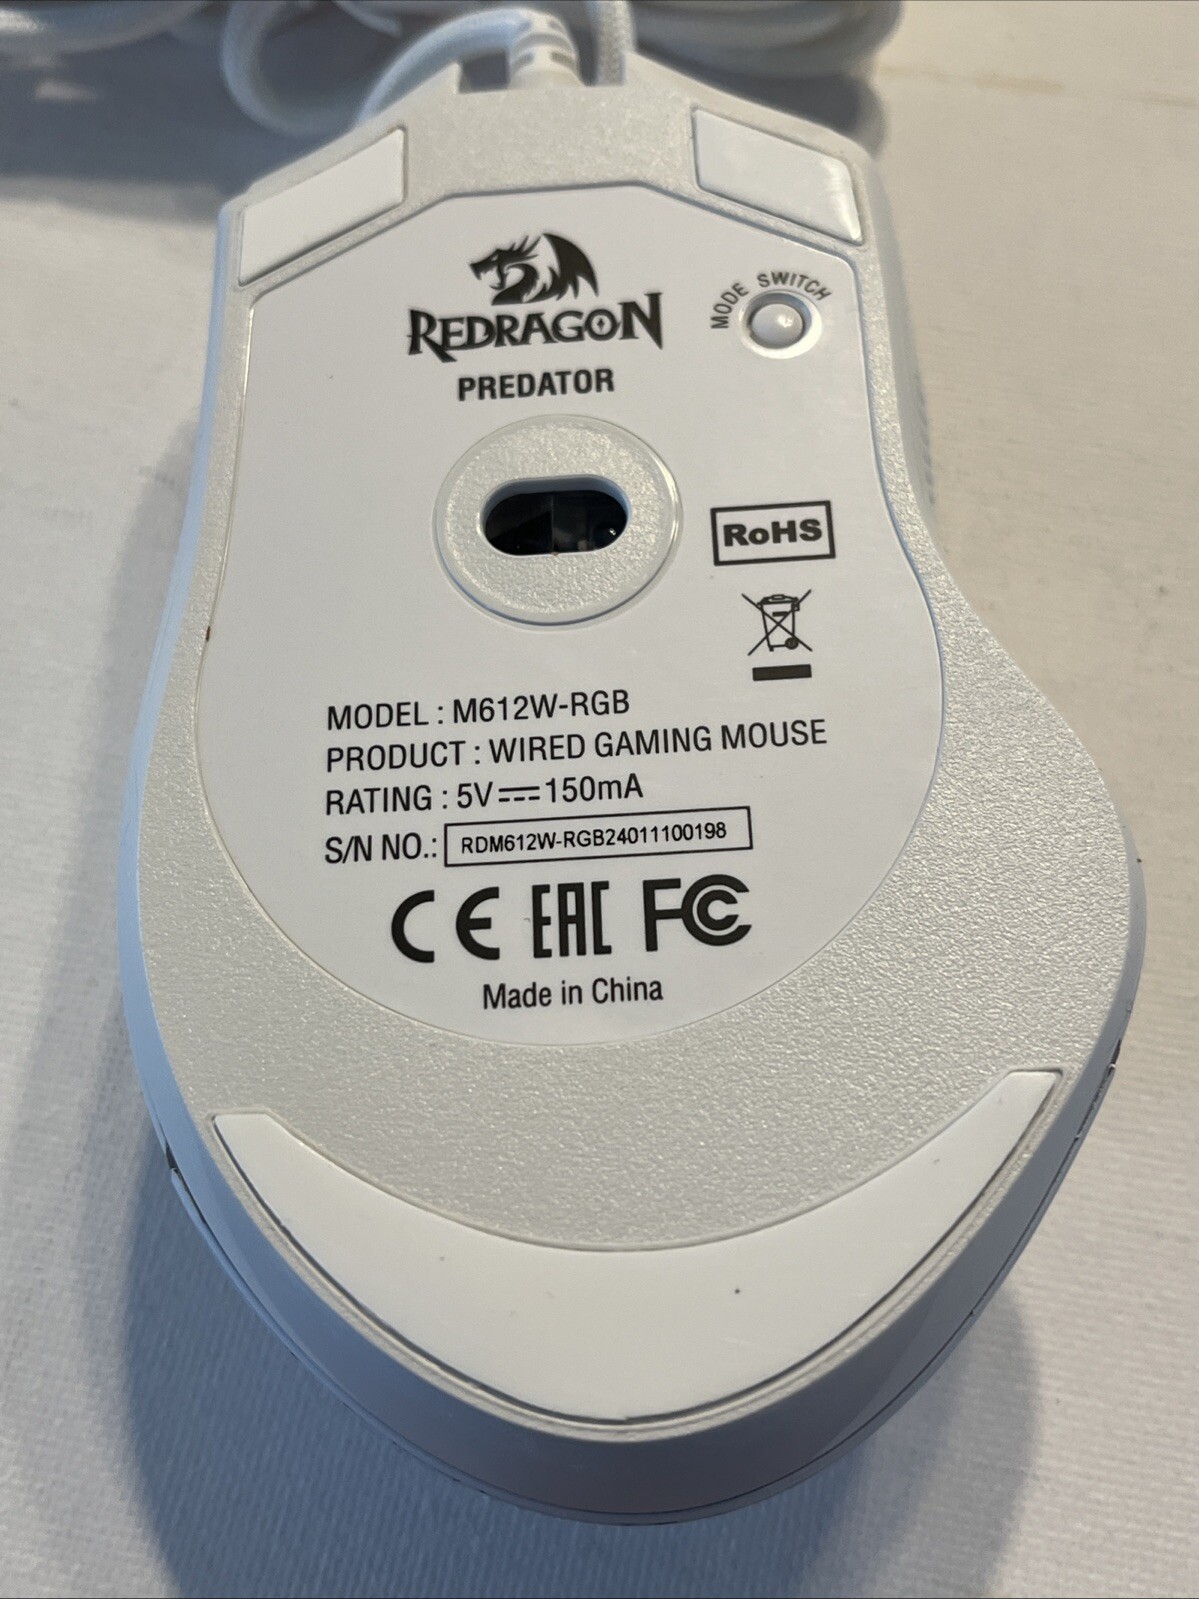 REDRAGON
MODE SWITCH
PREDATOR
RoHS
MODEL : M612W-RGB
PRODUCT : WIRED GAMING MOUSE
RATING : 5V⎓150mA
S/N NO.: RDM612W-RGB24011100198
CE EAC FC
Made in China